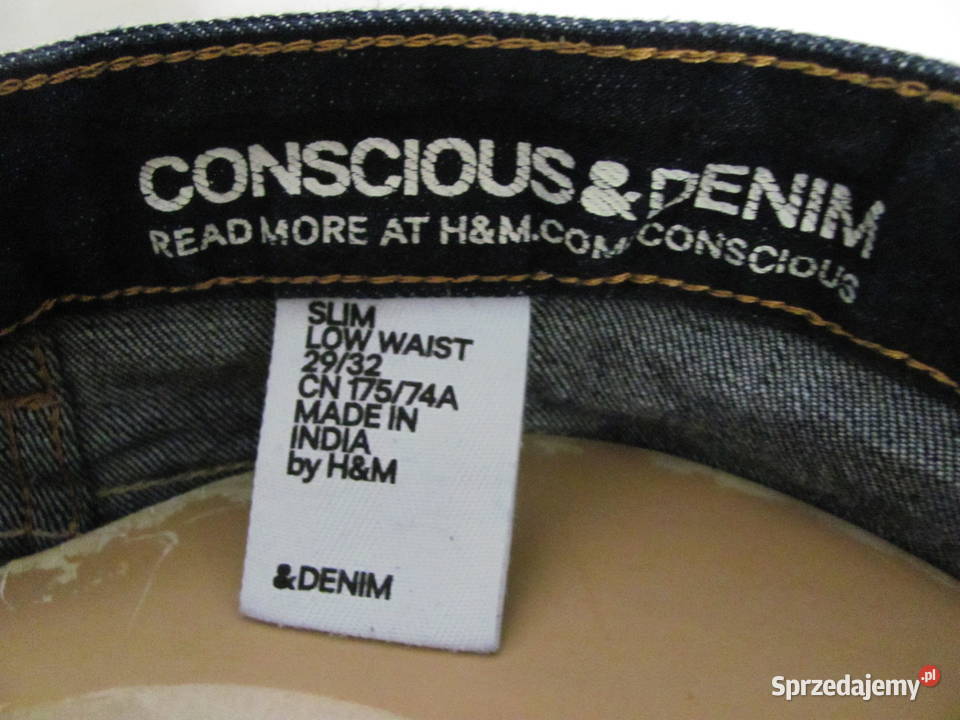 CONSCIOUS&DENIM
READ MORE AT H&M.COM/CONSCIOUS
SLIM
LOW WAIST
29/32
CN 175/74A
MADE IN
INDIA
by H&M
&DENIM
Sprzedajemy.pl